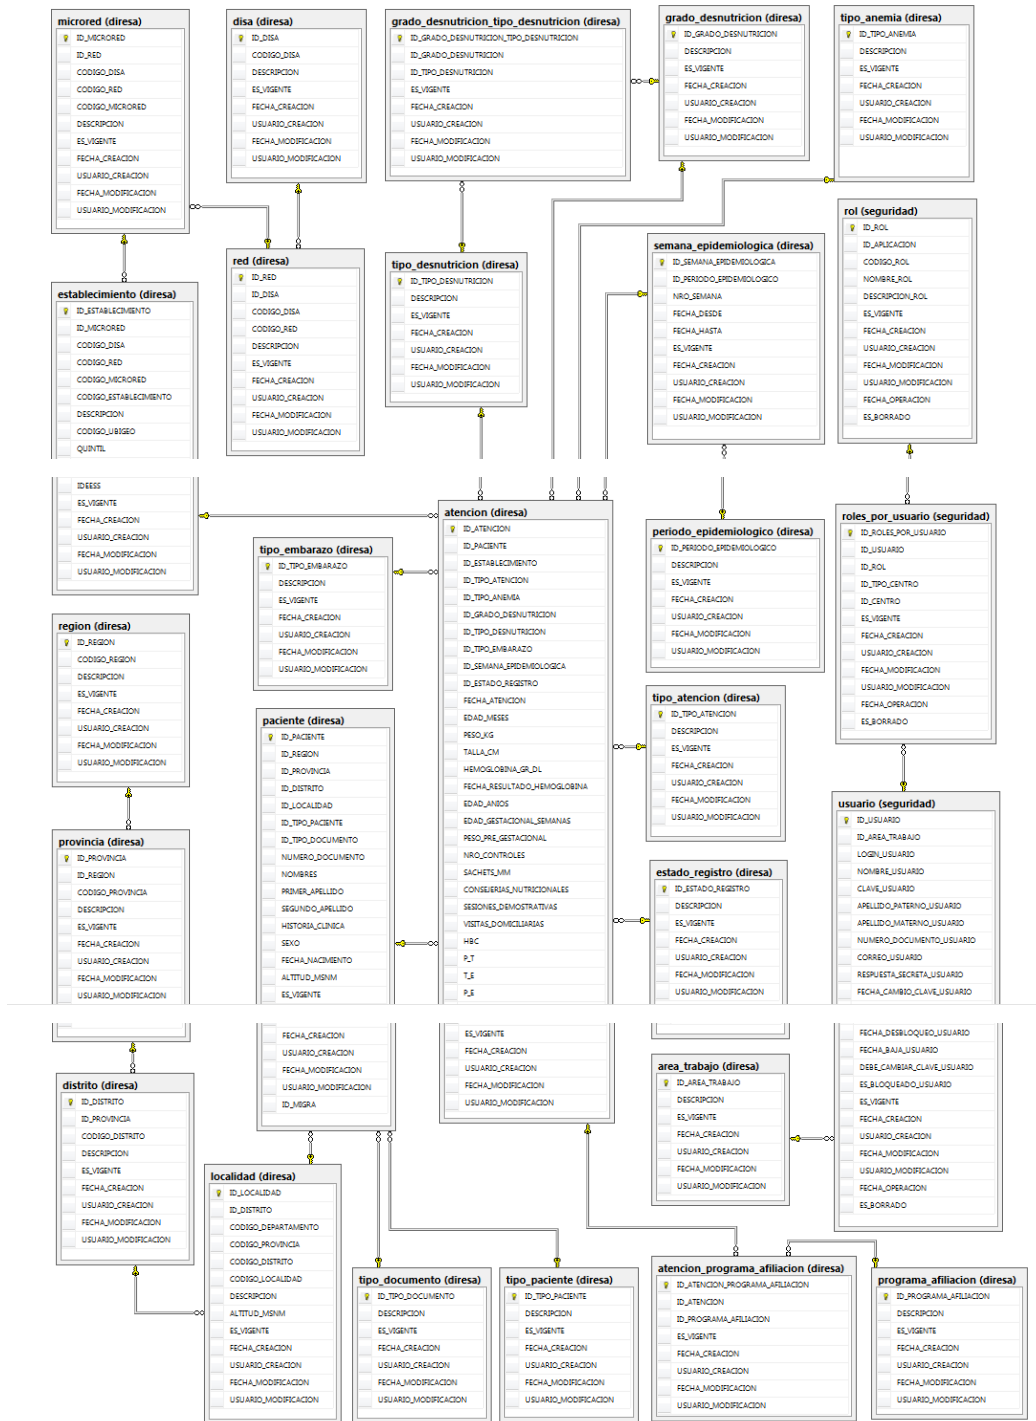 microred (diresa)
ID_MICRORED
ID_RED
CODIGO_DISA
CODIGO_RED
CODIGO_MICRORED
DESCRIPCION
ES_VIGENTE
FECHA_CREACION
USUARIO_CREACION
FECHA_MODIFICACION
USUARIO_MODIFICACION
disa (diresa)
ID_DISA
CODIGO_DISA
DESCRIPCION
ES_VIGENTE
FECHA_CREACION
USUARIO_CREACION
FECHA_MODIFICACION
USUARIO_MODIFICACION
grado_desnutricion_tipo_desnutricion (diresa)
ID_GRADO_DESNUTRICION_TIPO_DESNUTRICION
ID_GRADO_DESNUTRICION
ID_TIPO_DESNUTRICION
ES_VIGENTE
FECHA_CREACION
USUARIO_CREACION
FECHA_MODIFICACION
USUARIO_MODIFICACION
grado_desnutricion (diresa)
ID_GRADO_DESNUTRICION
DESCRIPCION
ES_VIGENTE
FECHA_CREACION
USUARIO_CREACION
FECHA_MODIFICACION
USUARIO_MODIFICACION
tipo_anemia (diresa)
ID_TIPO_ANEMIA
DESCRIPCION
ES_VIGENTE
FECHA_CREACION
USUARIO_CREACION
FECHA_MODIFICACION
USUARIO_MODIFICACION
establecimiento (diresa)
ID_ESTABLECIMIENTO
ID_MICRORED
CODIGO_DISA
CODIGO_RED
CODIGO_MICRORED
CODIGO_ESTABLECIMIENTO
DESCRIPCION
CODIGO_UBIGEO
QUINTIL
IDEESS
ES_VIGENTE
FECHA_CREACION
USUARIO_CREACION
FECHA_MODIFICACION
USUARIO_MODIFICACION
red (diresa)
ID_RED
ID_DISA
CODIGO_DISA
CODIGO_RED
DESCRIPCION
ES_VIGENTE
FECHA_CREACION
USUARIO_CREACION
FECHA_MODIFICACION
USUARIO_MODIFICACION
tipo_desnutricion (diresa)
ID_TIPO_DESNUTRICION
DESCRIPCION
ES_VIGENTE
FECHA_CREACION
USUARIO_CREACION
FECHA_MODIFICACION
USUARIO_MODIFICACION
semana_epidemiologica (diresa)
ID_SEMANA_EPIDEMIOLOGICA
ID_PERIODO_EPIDEMIOLOGICO
NRO_SEMANA
FECHA_DESDE
FECHA_HASTA
ES_VIGENTE
FECHA_CREACION
USUARIO_CREACION
FECHA_MODIFICACION
USUARIO_MODIFICACION
rol (seguridad)
ID_ROL
ID_APLICACION
CODIGO_ROL
NOMBRE_ROL
DESCRIPCION_ROL
ES_VIGENTE
FECHA_CREACION
USUARIO_CREACION
FECHA_MODIFICACION
USUARIO_MODIFICACION
FECHA_OPERACION
ES_BORRADO
tipo_embarazo (diresa)
ID_TIPO_EMBARAZO
DESCRIPCION
ES_VIGENTE
FECHA_CREACION
USUARIO_CREACION
FECHA_MODIFICACION
USUARIO_MODIFICACION
atencion (diresa)
ID_ATENCION
ID_PACIENTE
ID_ESTABLECIMIENTO
ID_TIPO_ATENCION
ID_TIPO_ANEMIA
ID_GRADO_DESNUTRICION
ID_TIPO_DESNUTRICION
ID_TIPO_EMBARAZO
ID_SEMANA_EPIDEMIOLOGICA
ID_ESTADO_REGISTRO
FECHA_ATENCION
EDAD_MESES
PESO_KG
TALLA_CM
HEMOGLOBINA_GR_DL
FECHA_RESULTADO_HEMOGLOBINA
EDAD_ANIOS
EDAD_GESTACIONAL_SEMANAS
PESO_PRE_GESTACIONAL
NRO_CONTROLES
SACHETS_MM
CONSEJERIAS_NUTRICIONALES
SESIONES_DEMOSTRATIVAS
VISITAS_DOMICILIARIAS
HBC
P_T
T_E
P_E
ES_VIGENTE
FECHA_CREACION
USUARIO_CREACION
FECHA_MODIFICACION
USUARIO_MODIFICACION
periodo_epidemiologico (diresa)
ID_PERIODO_EPIDEMIOLOGICO
DESCRIPCION
ES_VIGENTE
FECHA_CREACION
USUARIO_CREACION
FECHA_MODIFICACION
USUARIO_MODIFICACION
roles_por_usuario (seguridad)
ID_ROLES_POR_USUARIO
ID_USUARIO
ID_ROL
ID_TIPO_CENTRO
ID_CENTRO
ES_VIGENTE
FECHA_CREACION
USUARIO_CREACION
FECHA_MODIFICACION
USUARIO_MODIFICACION
FECHA_OPERACION
ES_BORRADO
region (diresa)
ID_REGION
CODIGO_REGION
DESCRIPCION
ES_VIGENTE
FECHA_CREACION
USUARIO_CREACION
FECHA_MODIFICACION
USUARIO_MODIFICACION
paciente (diresa)
ID_PACIENTE
ID_REGION
ID_PROVINCIA
ID_DISTRITO
ID_LOCALIDAD
ID_TIPO_PACIENTE
ID_TIPO_DOCUMENTO
NUMERO_DOCUMENTO
NOMBRES
PRIMER_APELLIDO
SEGUNDO_APELLIDO
HISTORIA_CLINICA
SEXO
FECHA_NACIMIENTO
ALTITUD_MSNM
ES_VIGENTE
FECHA_CREACION
USUARIO_CREACION
FECHA_MODIFICACION
USUARIO_MODIFICACION
ID_MIGRA
tipo_atencion (diresa)
ID_TIPO_ATENCION
DESCRIPCION
ES_VIGENTE
FECHA_CREACION
USUARIO_CREACION
FECHA_MODIFICACION
USUARIO_MODIFICACION
usuario (seguridad)
ID_USUARIO
ID_AREA_TRABAJO
LOGIN_USUARIO
NOMBRE_USUARIO
CLAVE_USUARIO
APELLIDO_PATERNO_USUARIO
APELLIDO_MATERNO_USUARIO
NUMERO_DOCUMENTO_USUARIO
CORREO_USUARIO
RESPUESTA_SECRETA_USUARIO
FECHA_CAMBIO_CLAVE_USUARIO
FECHA_DESBLOQUEO_USUARIO
FECHA_BAJA_USUARIO
DEBE_CAMBIAR_CLAVE_USUARIO
ES_BLOQUEADO_USUARIO
ES_VIGENTE
FECHA_CREACION
USUARIO_CREACION
FECHA_MODIFICACION
USUARIO_MODIFICACION
FECHA_OPERACION
ES_BORRADO
provincia (diresa)
ID_PROVINCIA
ID_REGION
CODIGO_PROVINCIA
DESCRIPCION
ES_VIGENTE
FECHA_CREACION
USUARIO_CREACION
FECHA_MODIFICACION
USUARIO_MODIFICACION
estado_registro (diresa)
ID_ESTADO_REGISTRO
DESCRIPCION
ES_VIGENTE
FECHA_CREACION
USUARIO_CREACION
FECHA_MODIFICACION
USUARIO_MODIFICACION
distrito (diresa)
ID_DISTRITO
ID_PROVINCIA
CODIGO_DISTRITO
DESCRIPCION
ES_VIGENTE
FECHA_CREACION
USUARIO_CREACION
FECHA_MODIFICACION
USUARIO_MODIFICACION
area_trabajo (diresa)
ID_AREA_TRABAJO
DESCRIPCION
ES_VIGENTE
FECHA_CREACION
USUARIO_CREACION
FECHA_MODIFICACION
USUARIO_MODIFICACION
localidad (diresa)
ID_LOCALIDAD
ID_DISTRITO
CODIGO_DEPARTAMENTO
CODIGO_PROVINCIA
CODIGO_DISTRITO
CODIGO_LOCALIDAD
DESCRIPCION
ALTITUD_MSNM
ES_VIGENTE
FECHA_CREACION
USUARIO_CREACION
FECHA_MODIFICACION
USUARIO_MODIFICACION
tipo_documento (diresa)
ID_TIPO_DOCUMENTO
DESCRIPCION
ES_VIGENTE
FECHA_CREACION
USUARIO_CREACION
FECHA_MODIFICACION
USUARIO_MODIFICACION
tipo_paciente (diresa)
ID_TIPO_PACIENTE
DESCRIPCION
ES_VIGENTE
FECHA_CREACION
USUARIO_CREACION
FECHA_MODIFICACION
USUARIO_MODIFICACION
atencion_programa_afiliacion (diresa)
ID_ATENCION_PROGRAMA_AFILIACION
ID_ATENCION
ID_PROGRAMA_AFILIACION
ES_VIGENTE
FECHA_CREACION
USUARIO_CREACION
FECHA_MODIFICACION
USUARIO_MODIFICACION
programa_afiliacion (diresa)
ID_PROGRAMA_AFILIACION
DESCRIPCION
ES_VIGENTE
FECHA_CREACION
USUARIO_CREACION
FECHA_MODIFICACION
USUARIO_MODIFICACION